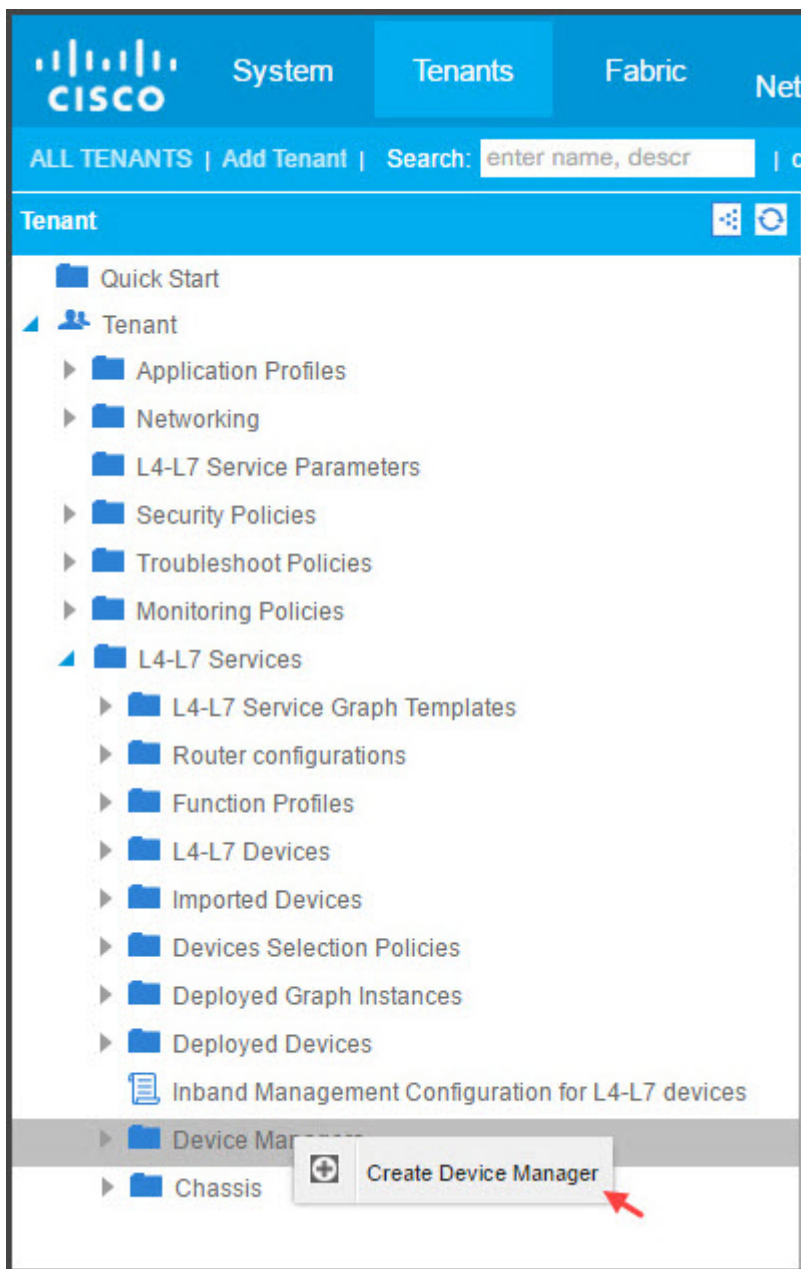 CISCO
System Tenants Fabric Net
ALL TENANTS | Add Tenant | Search: enter name, descr |
Tenant
Quick Start
Tenant
Application Profiles
Networking
L4-L7 Service Parameters
Security Policies
Troubleshoot Policies
Monitoring Policies
L4-L7 Services
L4-L7 Service Graph Templates
Router configurations
Function Profiles
L4-L7 Devices
Imported Devices
Devices Selection Policies
Deployed Graph Instances
Deployed Devices
Inband Management Configuration for L4-L7 devices
Device Managers
Create Device Manager
Chassis